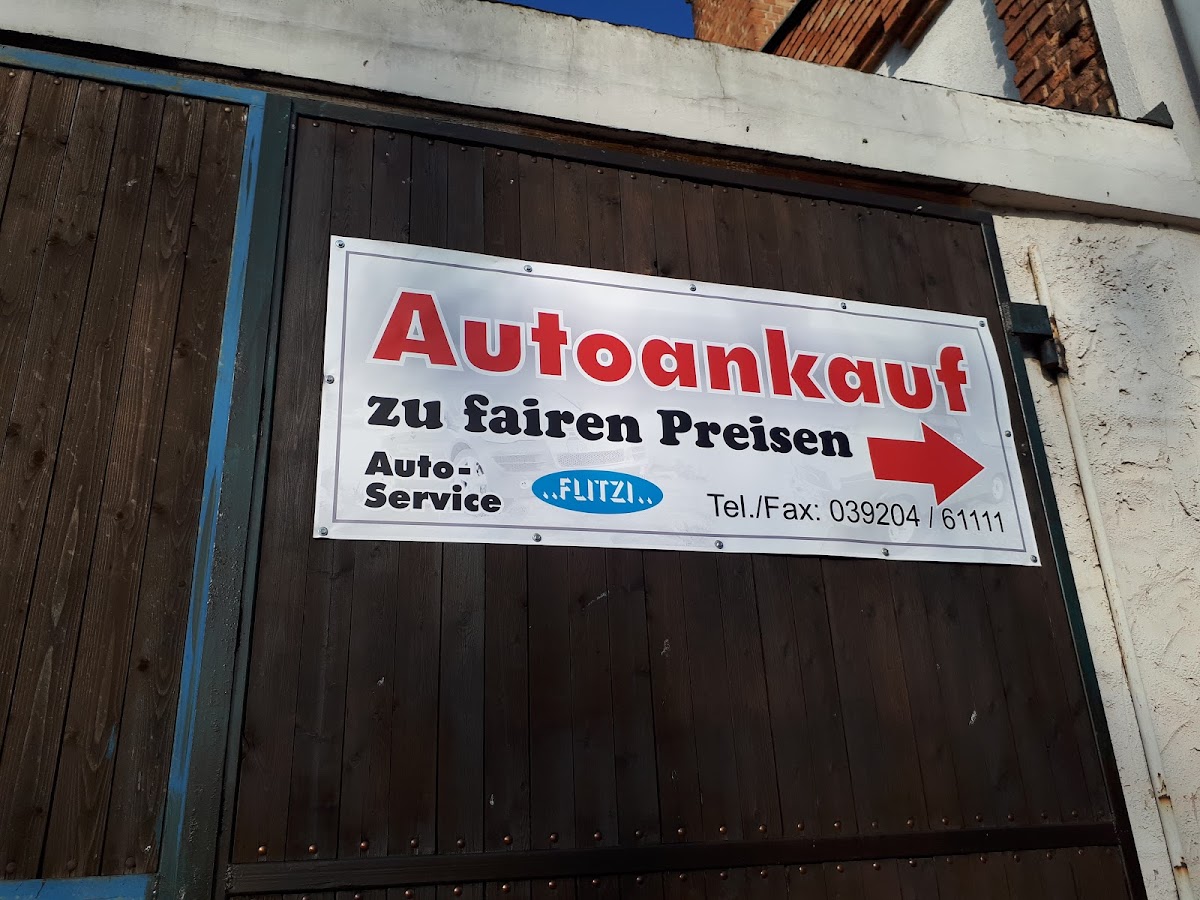 Autoankauf
zu fairen Preisen
Auto-
Service
..FLITZI..
Tel./Fax: 039204 / 61111